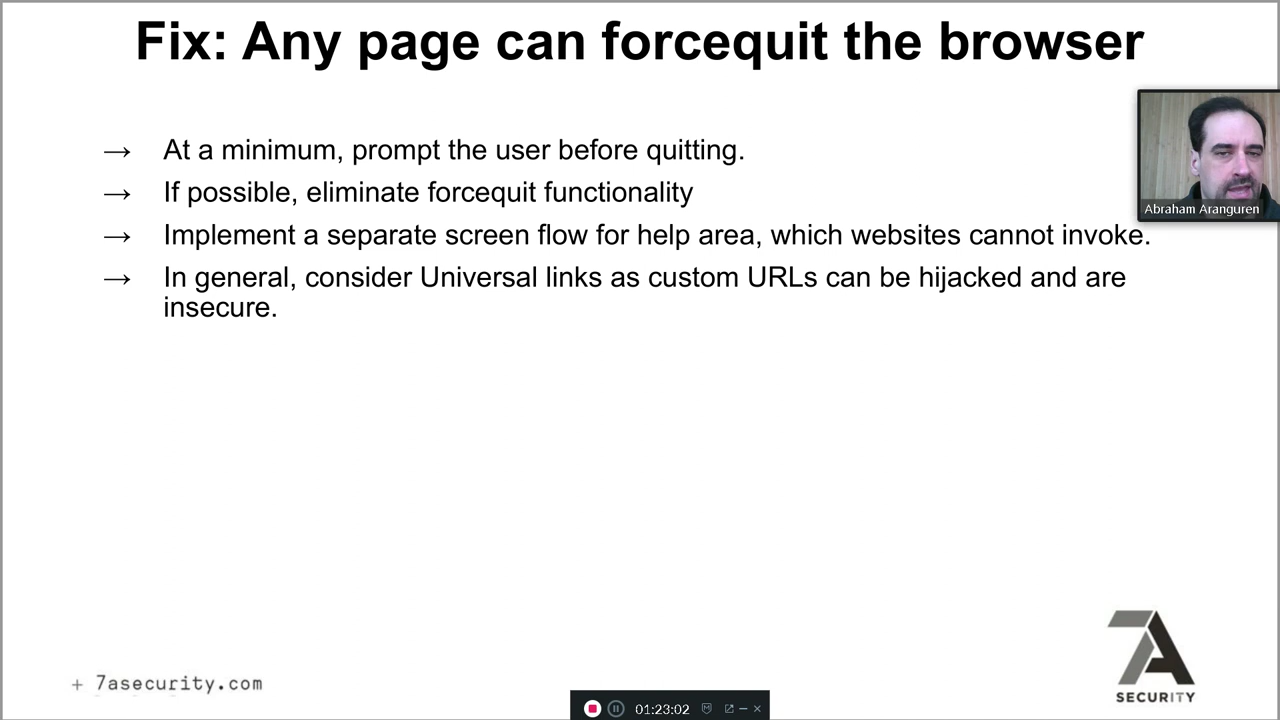 Fix: Any page can forcequit the browser
→ At a minimum, prompt the user before quitting.
→ If possible, eliminate forcequit functionality
→ Implement a separate screen flow for help area, which websites cannot invoke.
→ In general, consider Universal links as custom URLs can be hijacked and are
insecure.
Abraham Aranguren
+ 7asecurity.com
01:23:02
7A
SECURITY